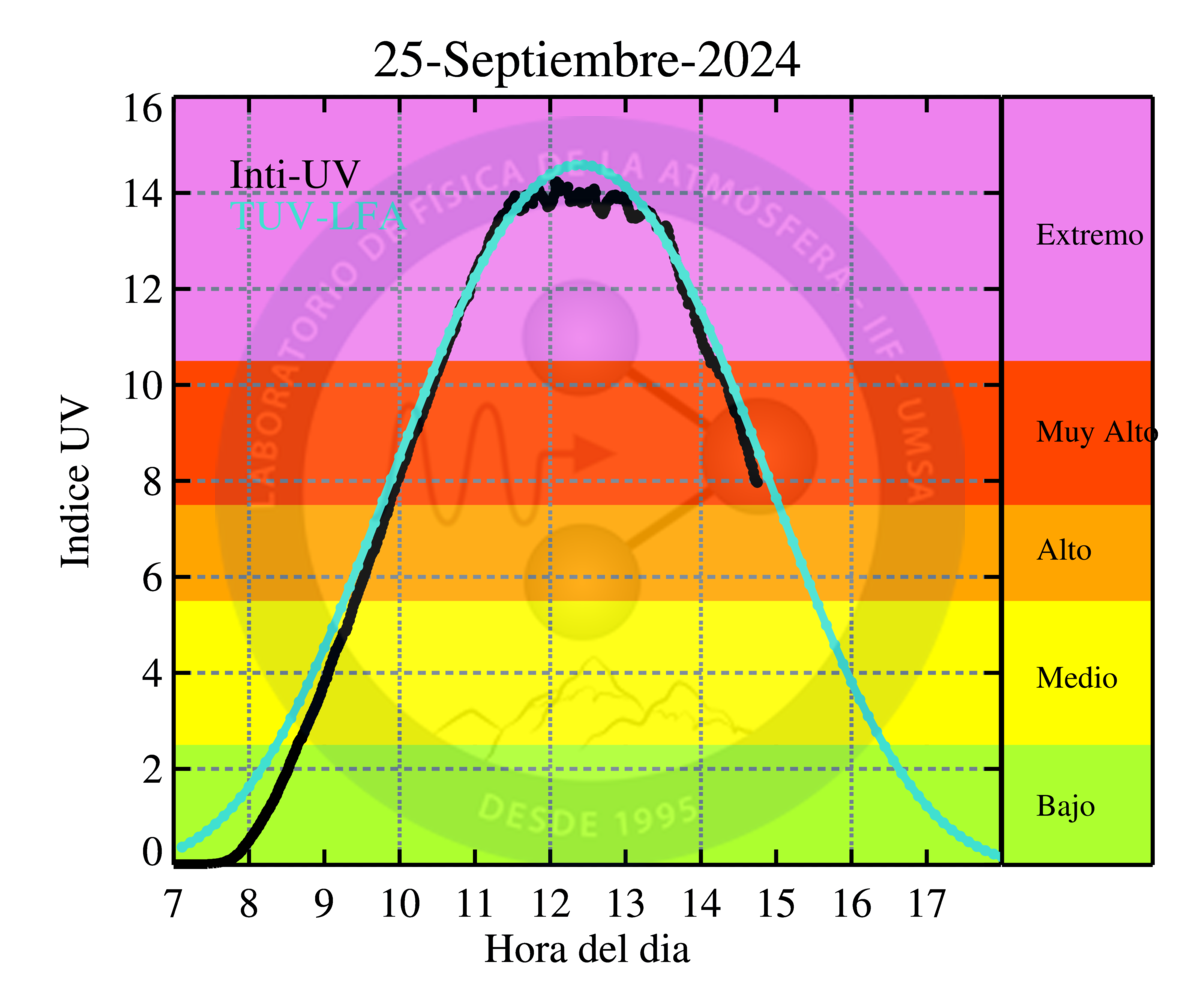 25-Septiembre-2024
16
Inti-UV
14
TUV-LFA
Extremo
12
10
Muy Alto
8
Alto
6
Medio
4
2
Bajo
0
Indice UV
7 8 9 10 11 12 13 14 15 16 17
Hora del dia
LABORATORIO DE FÍSICA DE LA ATMÓSFERA - IIF - UMSA
DESDE 1995